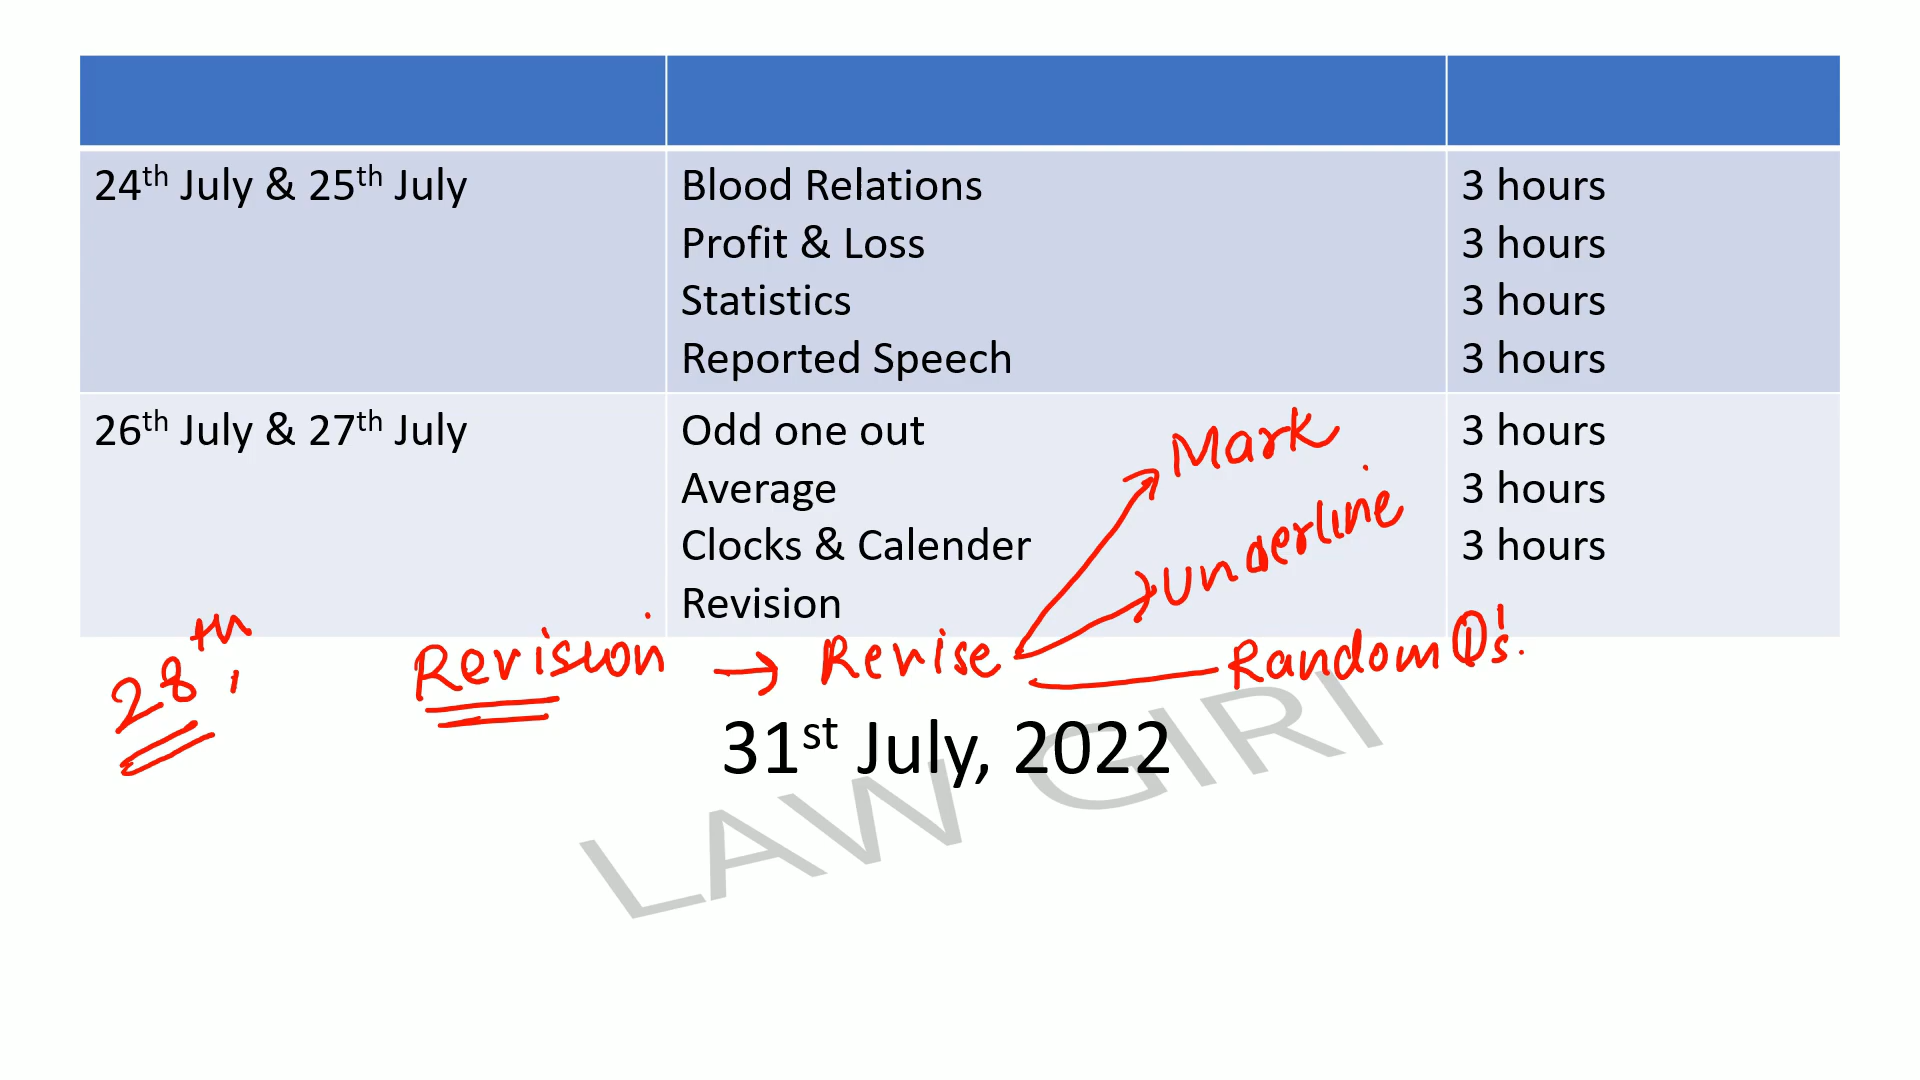 24th July & 25th July
Blood Relations 3 hours
Profit & Loss 3 hours
Statistics 3 hours
Reported Speech 3 hours
26th July & 27th July
Odd one out 3 hours
Average 3 hours
Clocks & Calender 3 hours
Revision
Mark
Underline
28th, Revision → Revise Random Qs.
31st July, 2022
LAW GIRI